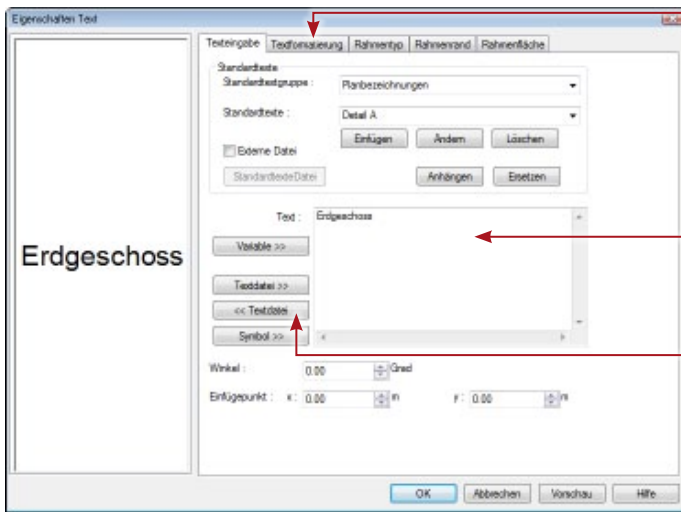 Eigenschaften Text
Texteingabe Textformatierung Rahmentyp Rahmenrand Rahmenfläche
Standardtexte
Standardtextgruppe : Planbezeichnungen
Standardtexte : Detail A
Einfügen Ändern Löschen
Externe Datei
StandardtexteDatei Anhängen Ersetzen
Text : Erdgeschoss
Erdgeschoss
Variable >>
Textdatei >>
<< Textdatei
Symbol >>
Winkel : 0.00 Grad
Einfügepunkt : x : 0.00 m y : 0.00 m
OK Abbrechen Vorschau Hilfe